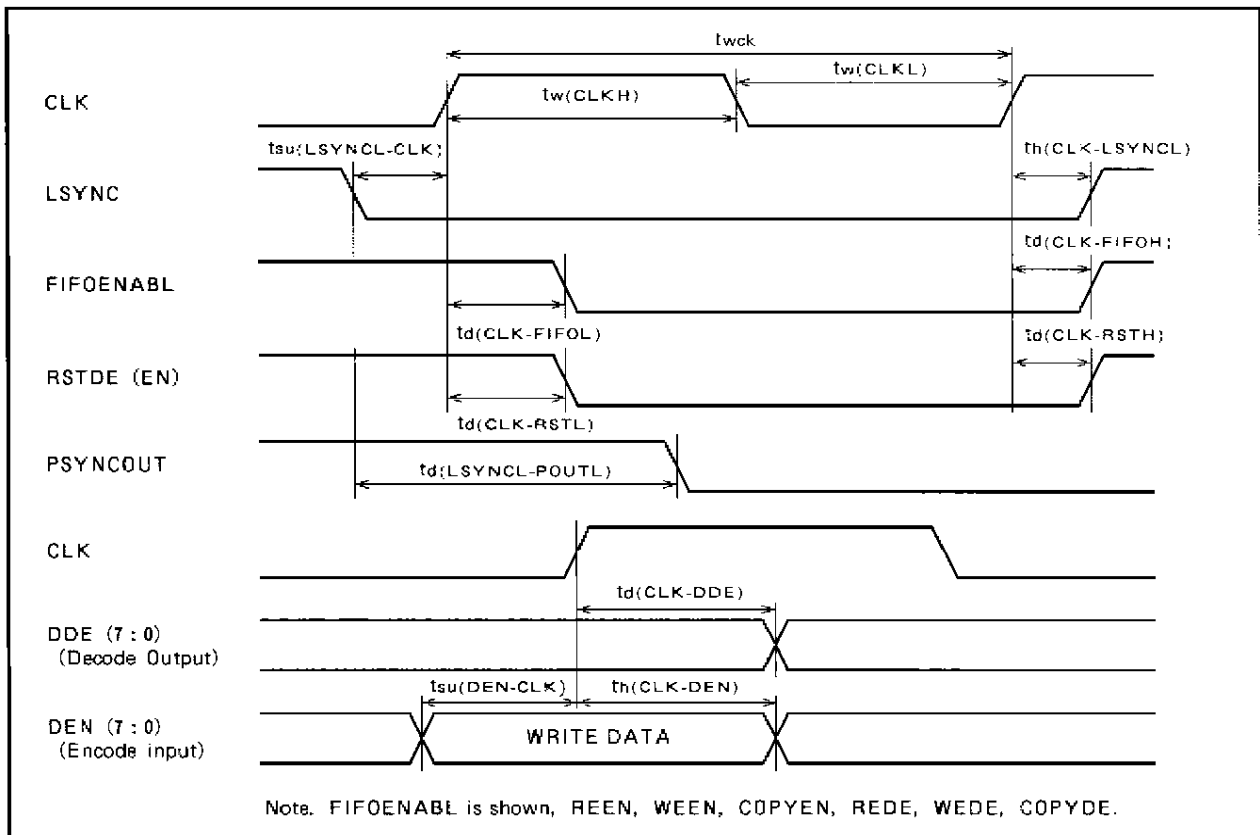 twck
tw(CLKL)
CLK
tw(CLKH)
tsu(LSYNCL-CLK)
th(CLK-LSYNCL)
LSYNC
td(CLK-FIFOH)
FIFOENABL
td(CLK-FIFOL)
td(CLK-RSTH)
RSTDE (EN)
td(CLK-RSTL)
PSYNCOUT
td(LSYNCL-POUTL)
CLK
td(CLK-DDE)
DDE (7:0)
(Decode Output)
tsu(DEN-CLK)
th(CLK-DEN)
DEN (7:0)
WRITE DATA
(Encode input)
Note. FIFOENABL is shown, REEN, WEEN, COPYEN, REDE, WEDE, COPYDE.